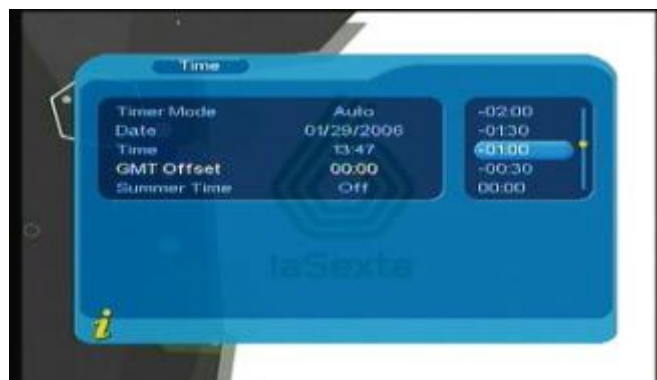 Time
Timer Mode Auto
Date 01/29/2006
Time 13:47
GMT Offset 00:00
Summer Time Off
-02:00
-01:30
-01:00
-00:30
00:00
laSexta
i